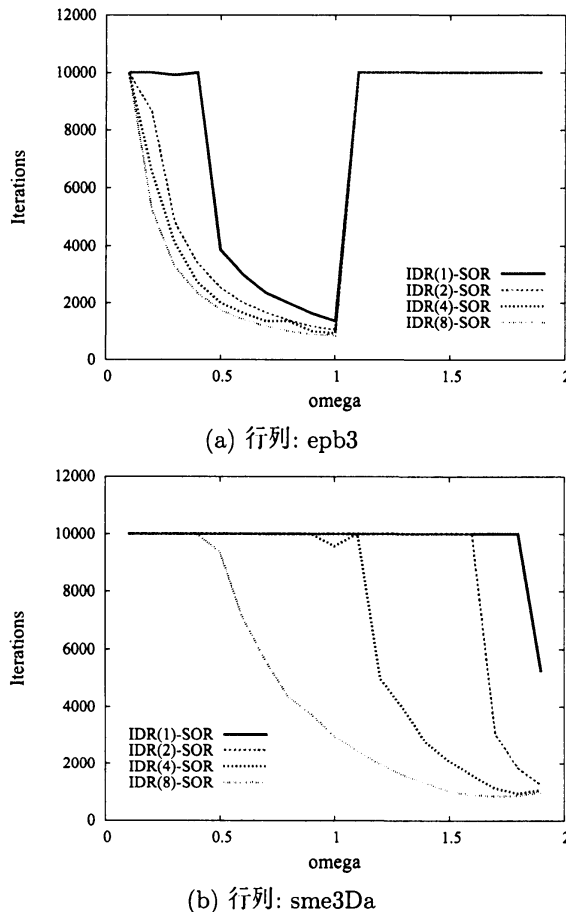 12000
10000
8000
6000
4000
2000
0
Iterations
0
0.5
1
1.5
2
omega
IDR(1)-SOR
IDR(2)-SOR
IDR(4)-SOR
IDR(8)-SOR
(a) 行列: epb3
12000
10000
8000
6000
4000
2000
0
Iterations
0
0.5
1
1.5
2
omega
IDR(1)-SOR
IDR(2)-SOR
IDR(4)-SOR
IDR(8)-SOR
(b) 行列: sme3Da